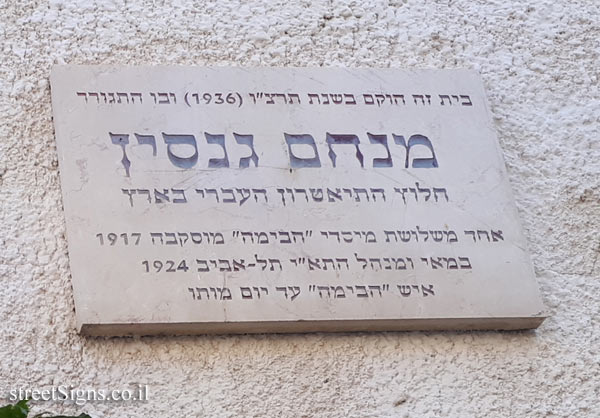 בית זה הוקם בשנת תרצ"ו (1936) ובו התגורר
מנחם גנסין
חלוץ התיאטרון העברי בארץ
אחד משלושת מיסדי "הבימה" מוסקבה 1917
במאי ומנהל התא"י תל-אביב 1924
איש "הבימה" עד יום מותו
streetSigns.co.il